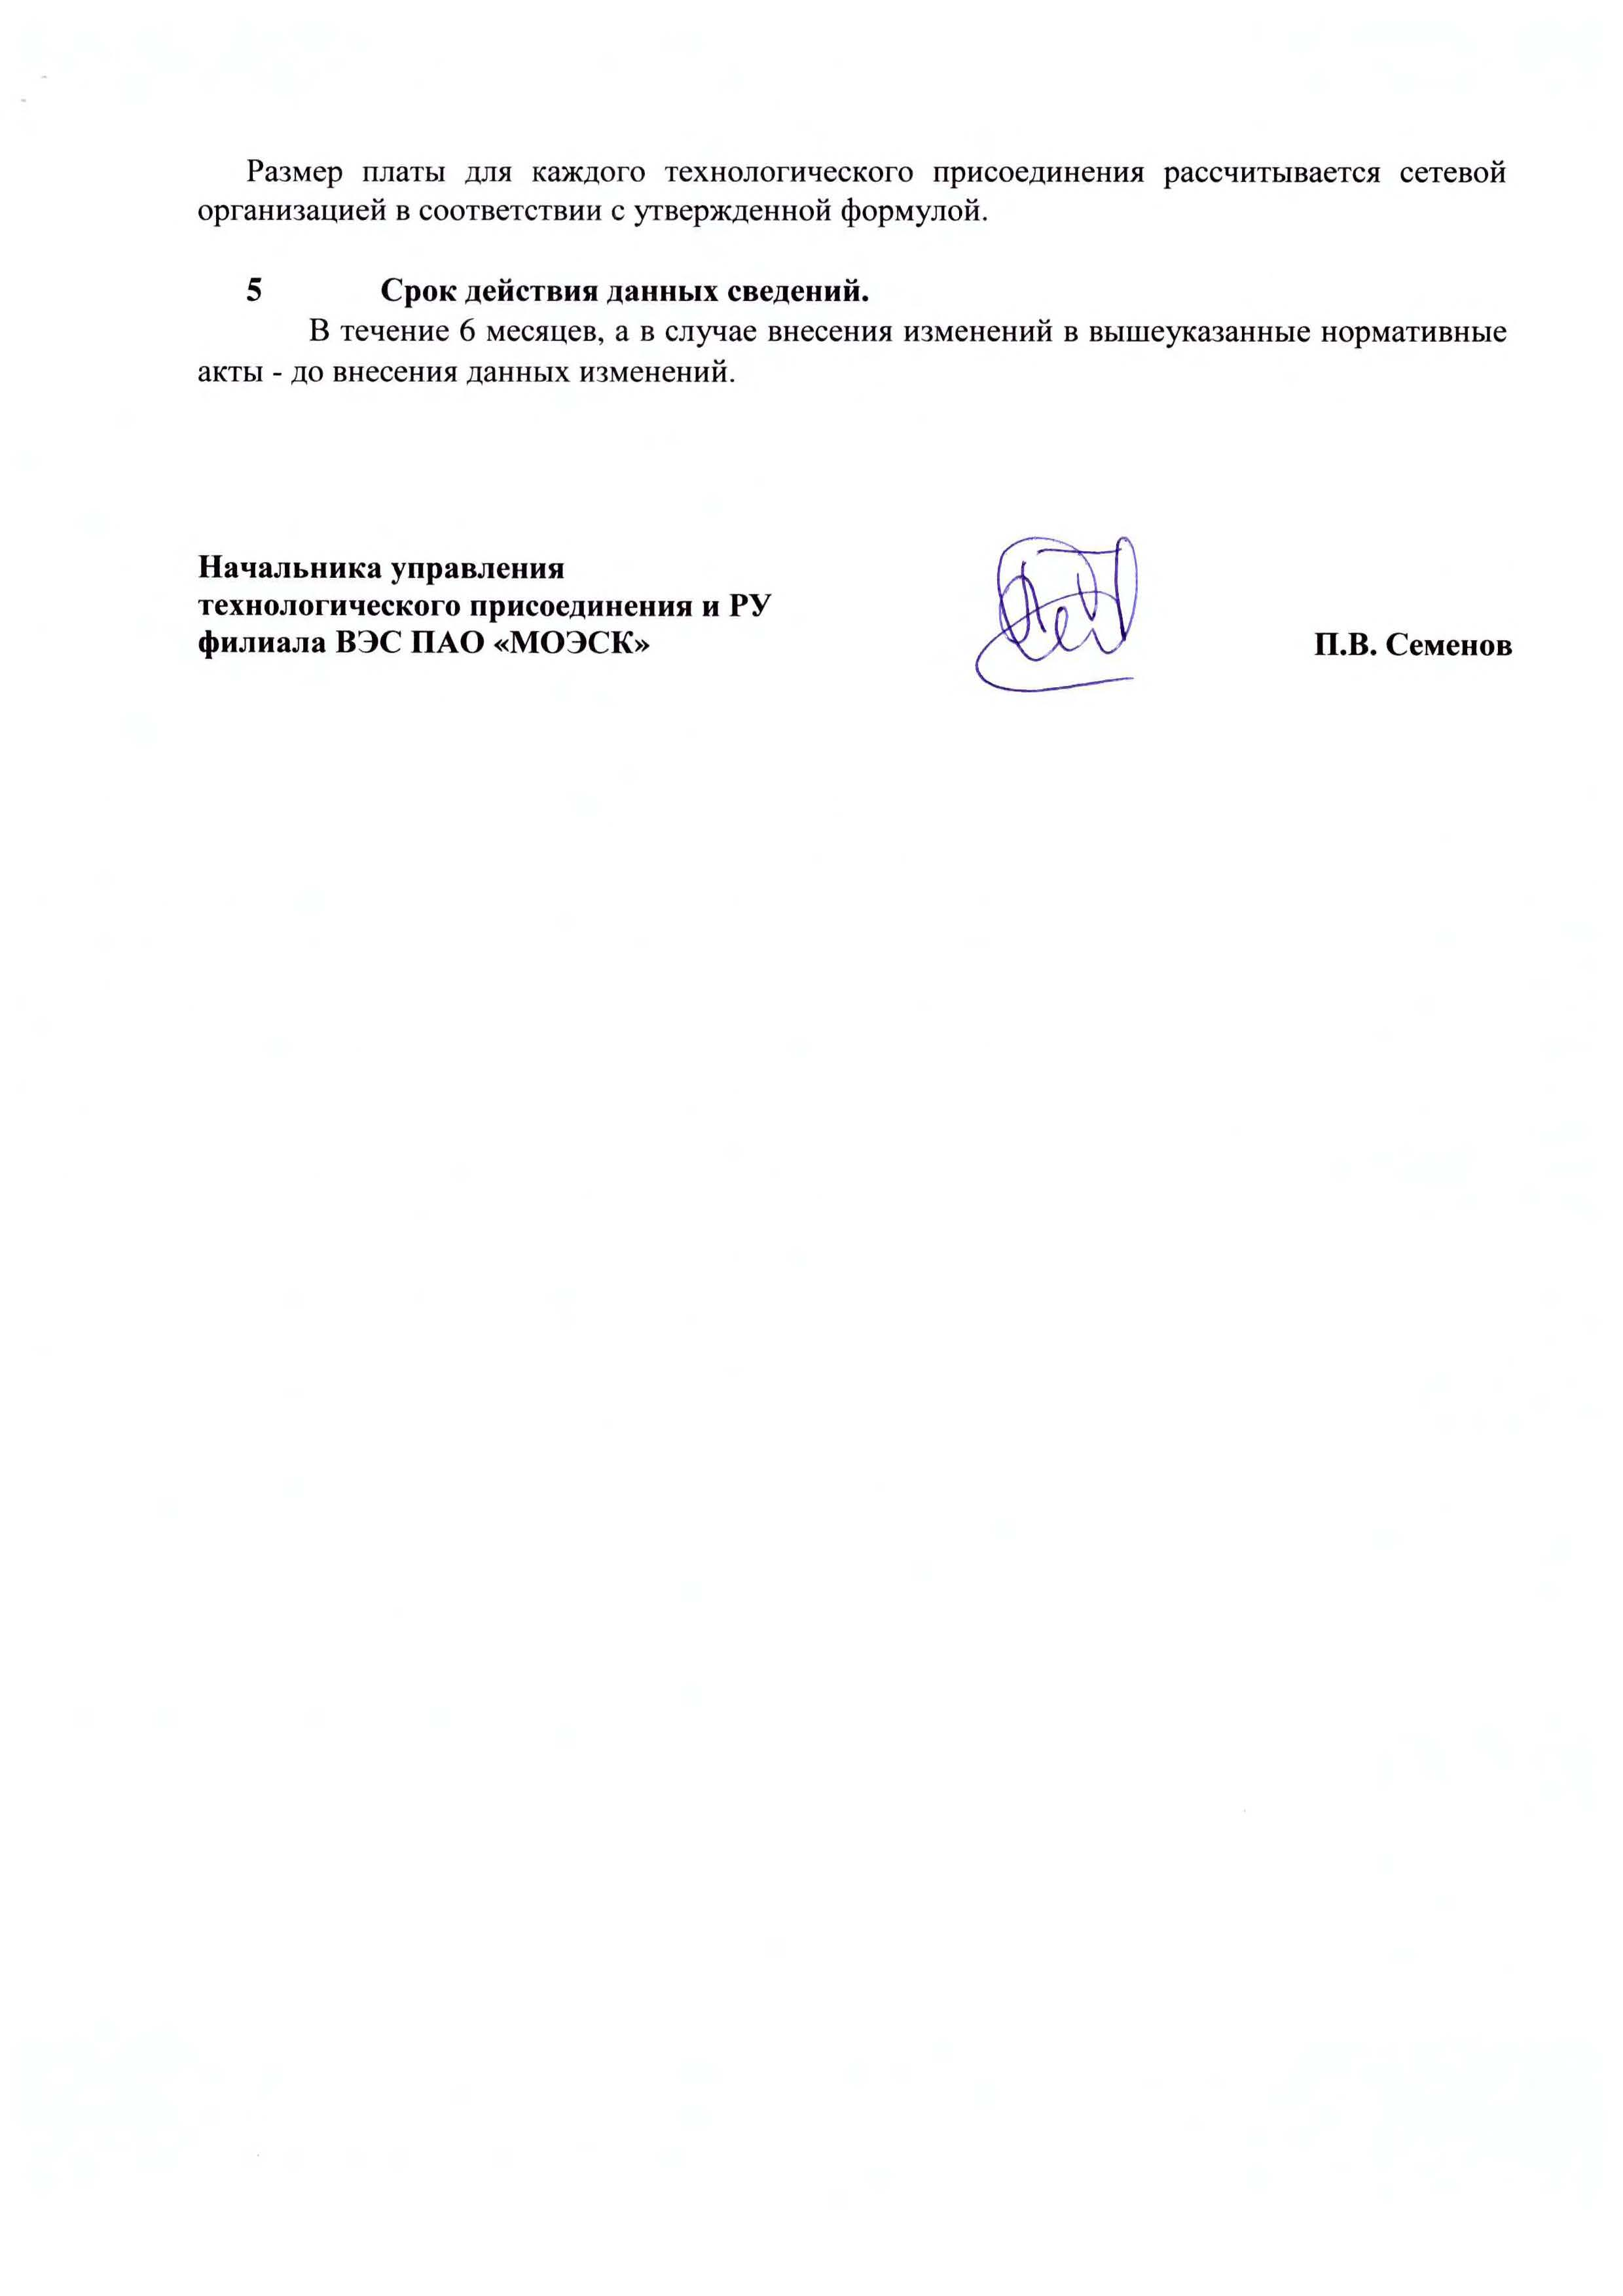 Размер платы для каждого технологического присоединения рассчитывается сетевой
организацией в соответствии с утвержденной формулой.
5 Срок действия данных сведений.
В течение 6 месяцев, а в случае внесения изменений в вышеуказанные нормативные
акты - до внесения данных изменений.
Начальника управления
технологического присоединения и РУ
филиала ВЭС ПАО «МОЭСК»
П.В. Семенов